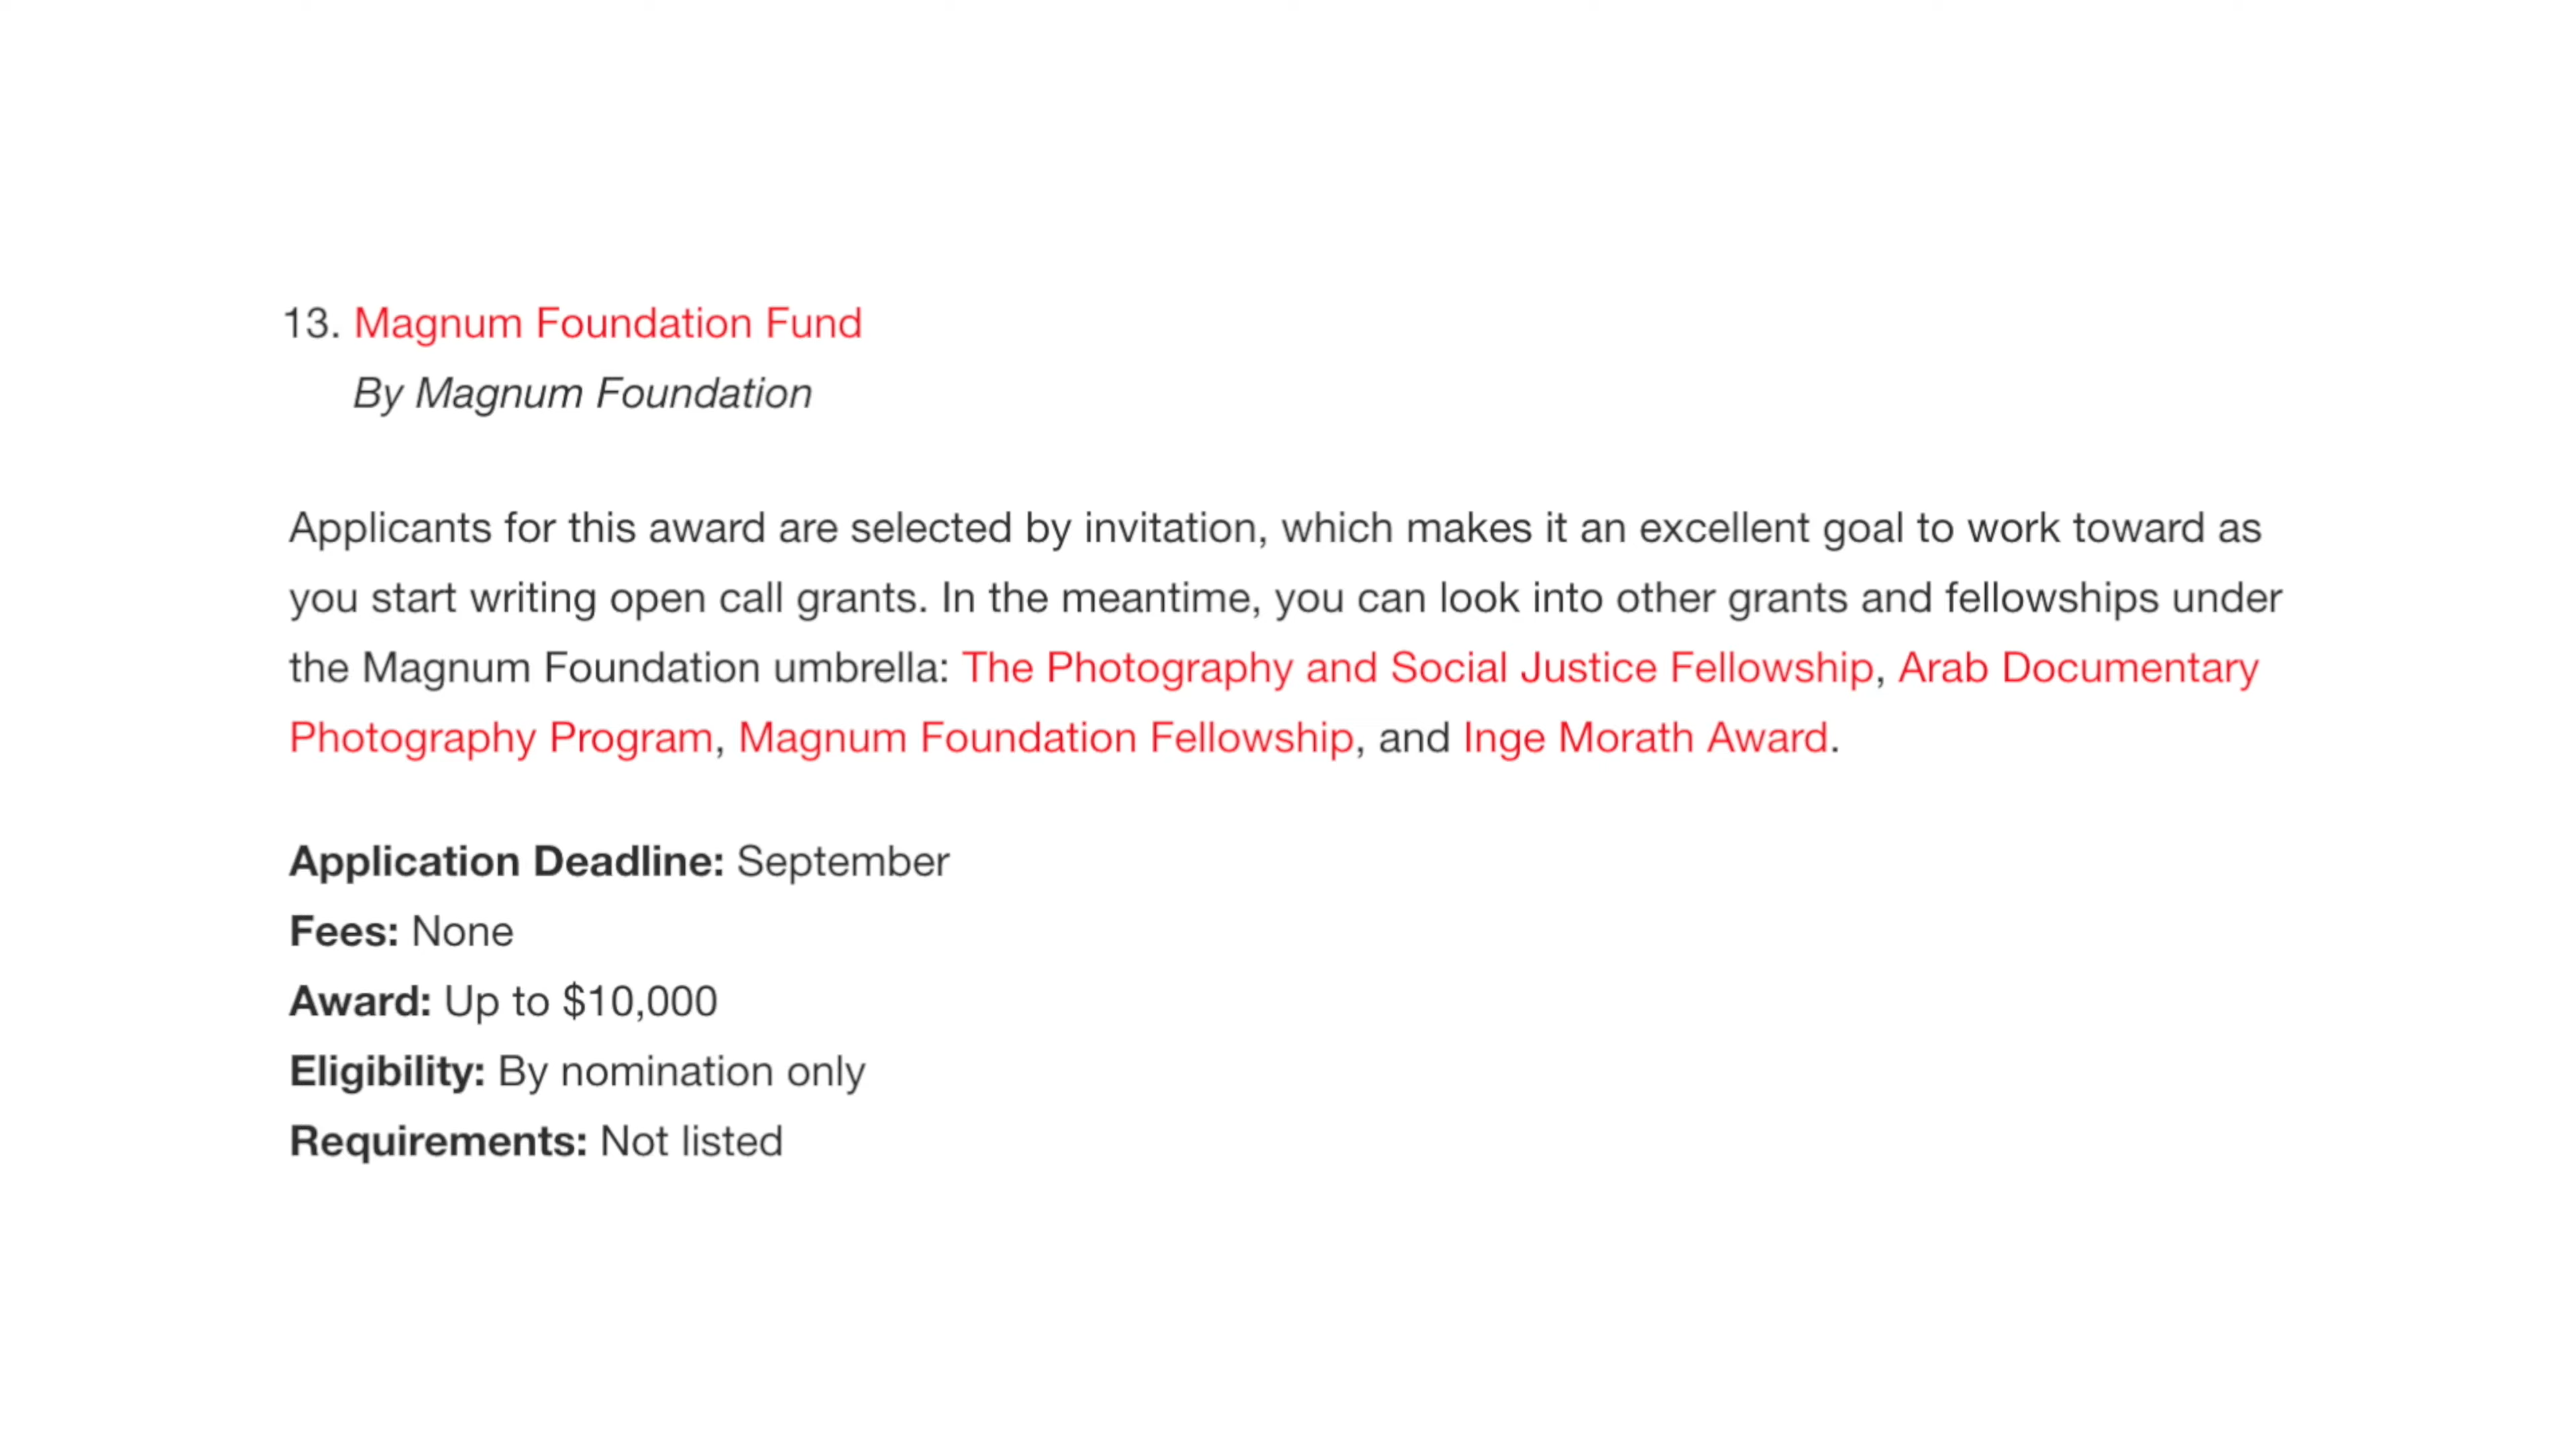 13. Magnum Foundation Fund
By Magnum Foundation
Applicants for this award are selected by invitation, which makes it an excellent goal to work toward as
you start writing open call grants. In the meantime, you can look into other grants and fellowships under
the Magnum Foundation umbrella: The Photography and Social Justice Fellowship, Arab Documentary
Photography Program, Magnum Foundation Fellowship, and Inge Morath Award.
Application Deadline: September
Fees: None
Award: Up to $10,000
Eligibility: By nomination only
Requirements: Not listed